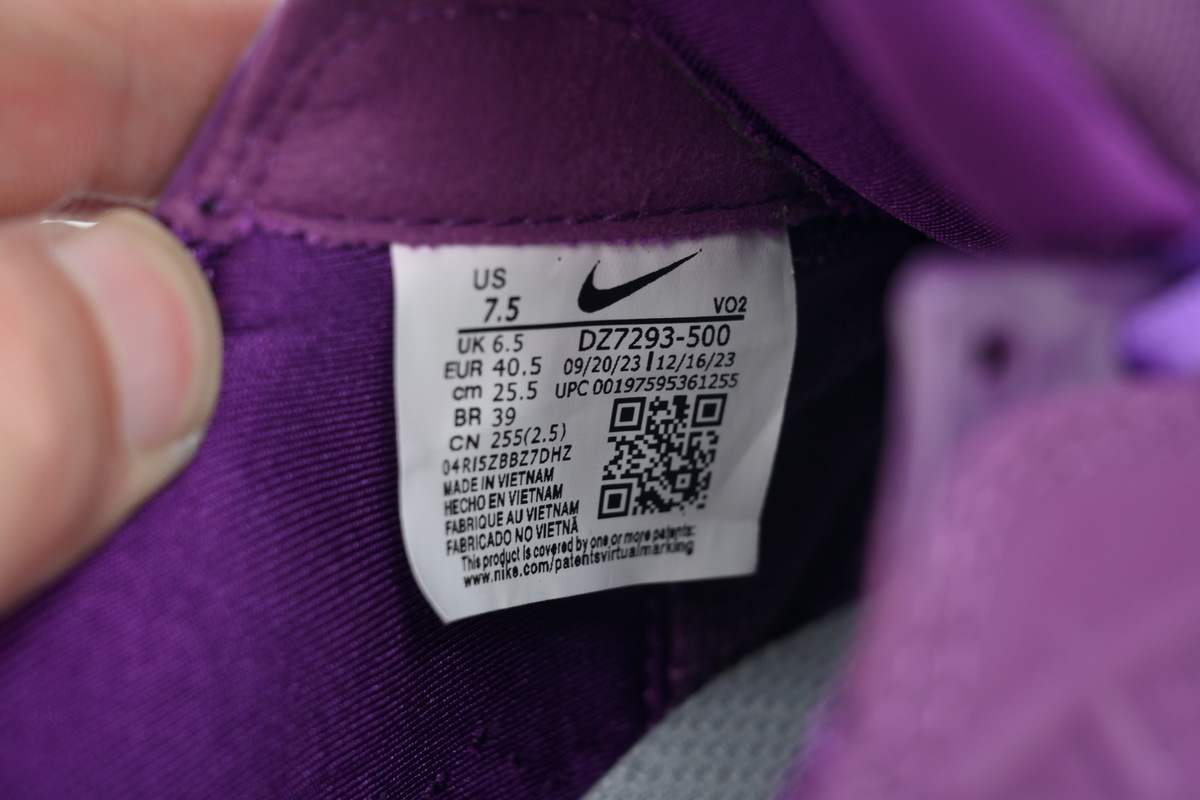 US
7.5
VO2
UK 6.5
DZ7293-500
EUR 40.5
09/20/23 | 12/16/23
cm 25.5
UPC 00197595361255
BR 39
CN 255(2.5)
04RI5ZBBZ7DHZ
MADE IN VIETNAM
HECHO EN VIETNAM
FABRIQUE AU VIETNAM
FABRICADO NO VIETNÃ
This product is covered by one or more patents:
www.nike.com/patentsvirtualmarking